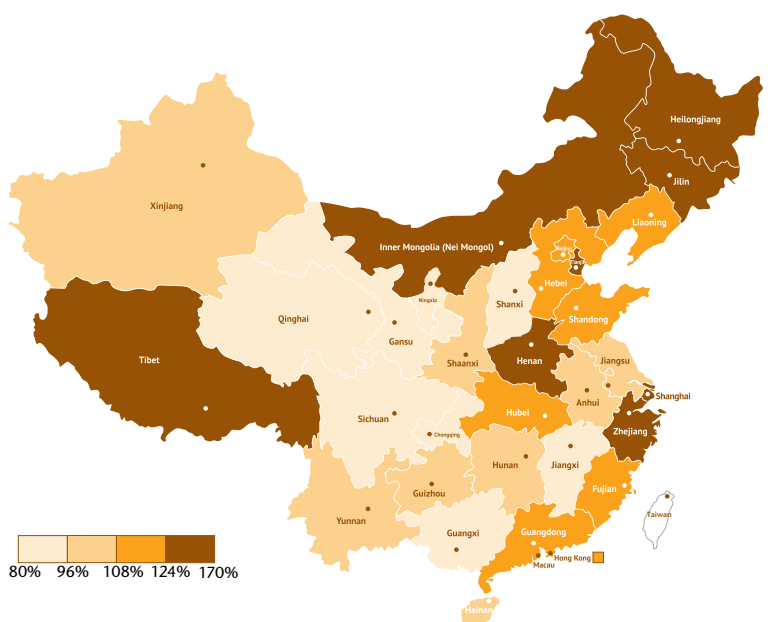 Heilongjiang
Jilin
Xinjiang
Liaoning
Inner Mongolia (Nei Mongol)
Beijing
Tianjin
Hebei
Ningxia
Shanxi
Qinghai
Shandong
Gansu
Tibet
Henan
Shaanxi
Jiangsu
Shanghai
Anhui
Hubei
Sichuan
Zhejiang
Chongqing
Hunan
Jiangxi
Guizhou
Fujian
Taiwan
Yunnan
Guangxi
Guangdong
Hong Kong
Macau
80% 96% 108% 124% 170%
Hainan